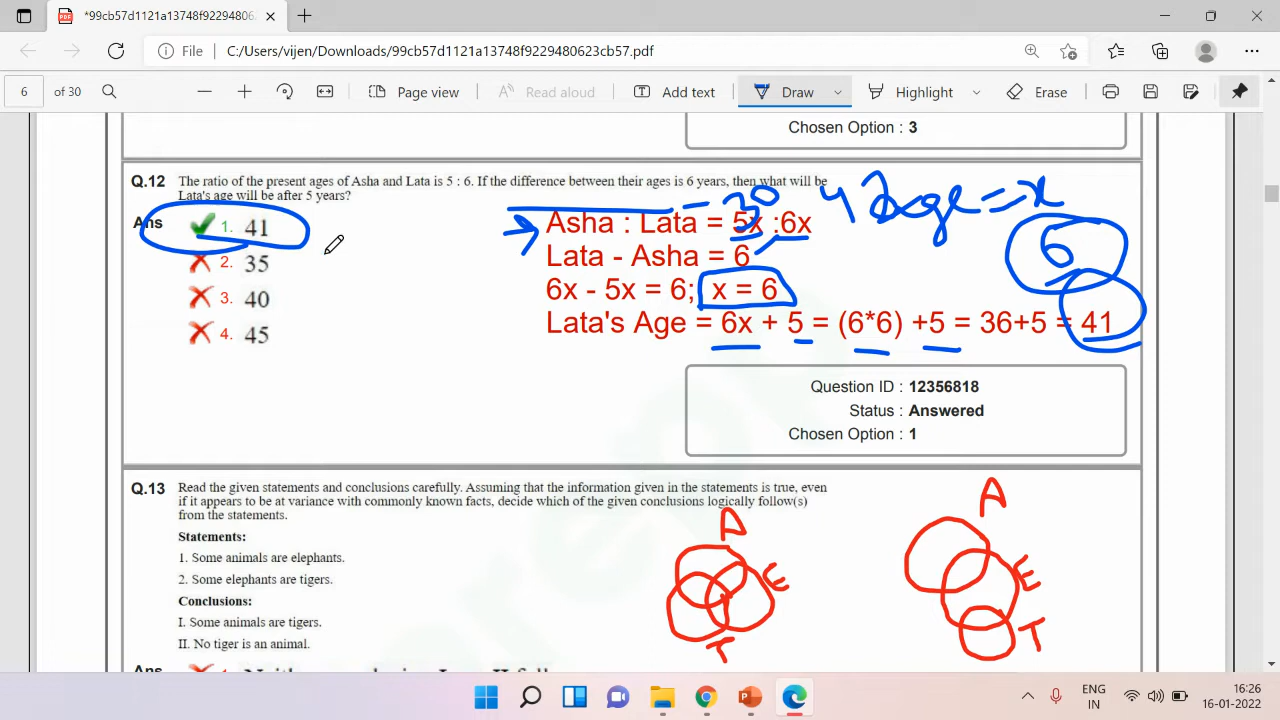 *99cb57d1121a13748f9229480623cb57
File C:/Users/vijen/Downloads/99cb57d1121a13748f9229480623cb57.pdf
6 of 30 Page view Read aloud Add text Draw Highlight Erase
Chosen Option : 3
Q.12 The ratio of the present ages of Asha and Lata is 5 : 6. If the difference between their ages is 6 years, then what will be
Lata's age will be after 5 years?
Ans 1. 41
2. 35
3. 40
4. 45
30
age = x
6
Asha : Lata = 5x :6x
Lata - Asha = 6
6x - 5x = 6; x = 6
Lata's Age = 6x + 5 = (6*6) +5 = 36+5 = 41
Question ID : 12356818
Status : Answered
Chosen Option : 1
Q.13 Read the given statements and conclusions carefully. Assuming that the information given in the statements is true, even
if it appears to be at variance with commonly known facts, decide which of the given conclusions logically follow(s)
from the statements.
Statements:
1. Some animals are elephants.
2. Some elephants are tigers.
Conclusions:
I. Some animals are tigers.
II. No tiger is an animal.
A
E
T
A
E
T
Ans
ENG
IN
16:26
16-01-2022